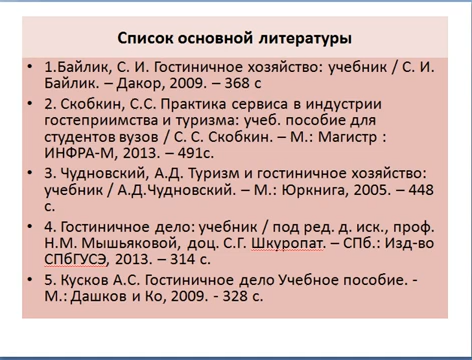 Список основной литературы
• 1.Байлик, С. И. Гостиничное хозяйство: учебник / С. И.
Байлик. – Дакор, 2009. – 368 с
• 2. Скобкин, С.С. Практика сервиса в индустрии
гостеприимства и туризма: учеб. пособие для
студентов вузов / С. С. Скобкин. – М.: Магистр :
ИНФРА-М, 2013. – 491с.
• 3. Чудновский, А.Д. Туризм и гостиничное хозяйство:
учебник / А.Д.Чудновский. – М.: Юркнига, 2005. – 448
с.
• 4. Гостиничное дело: учебник / под ред. д. иск., проф.
Н.М. Мышьяковой, доц. С.Г. Шкуропат. – СПб.: Изд-во
СПбГУСЭ, 2013. – 314 с.
• 5. Кусков А.С. Гостиничное дело Учебное пособие. -
М.: Дашков и Ко, 2009. - 328 с.